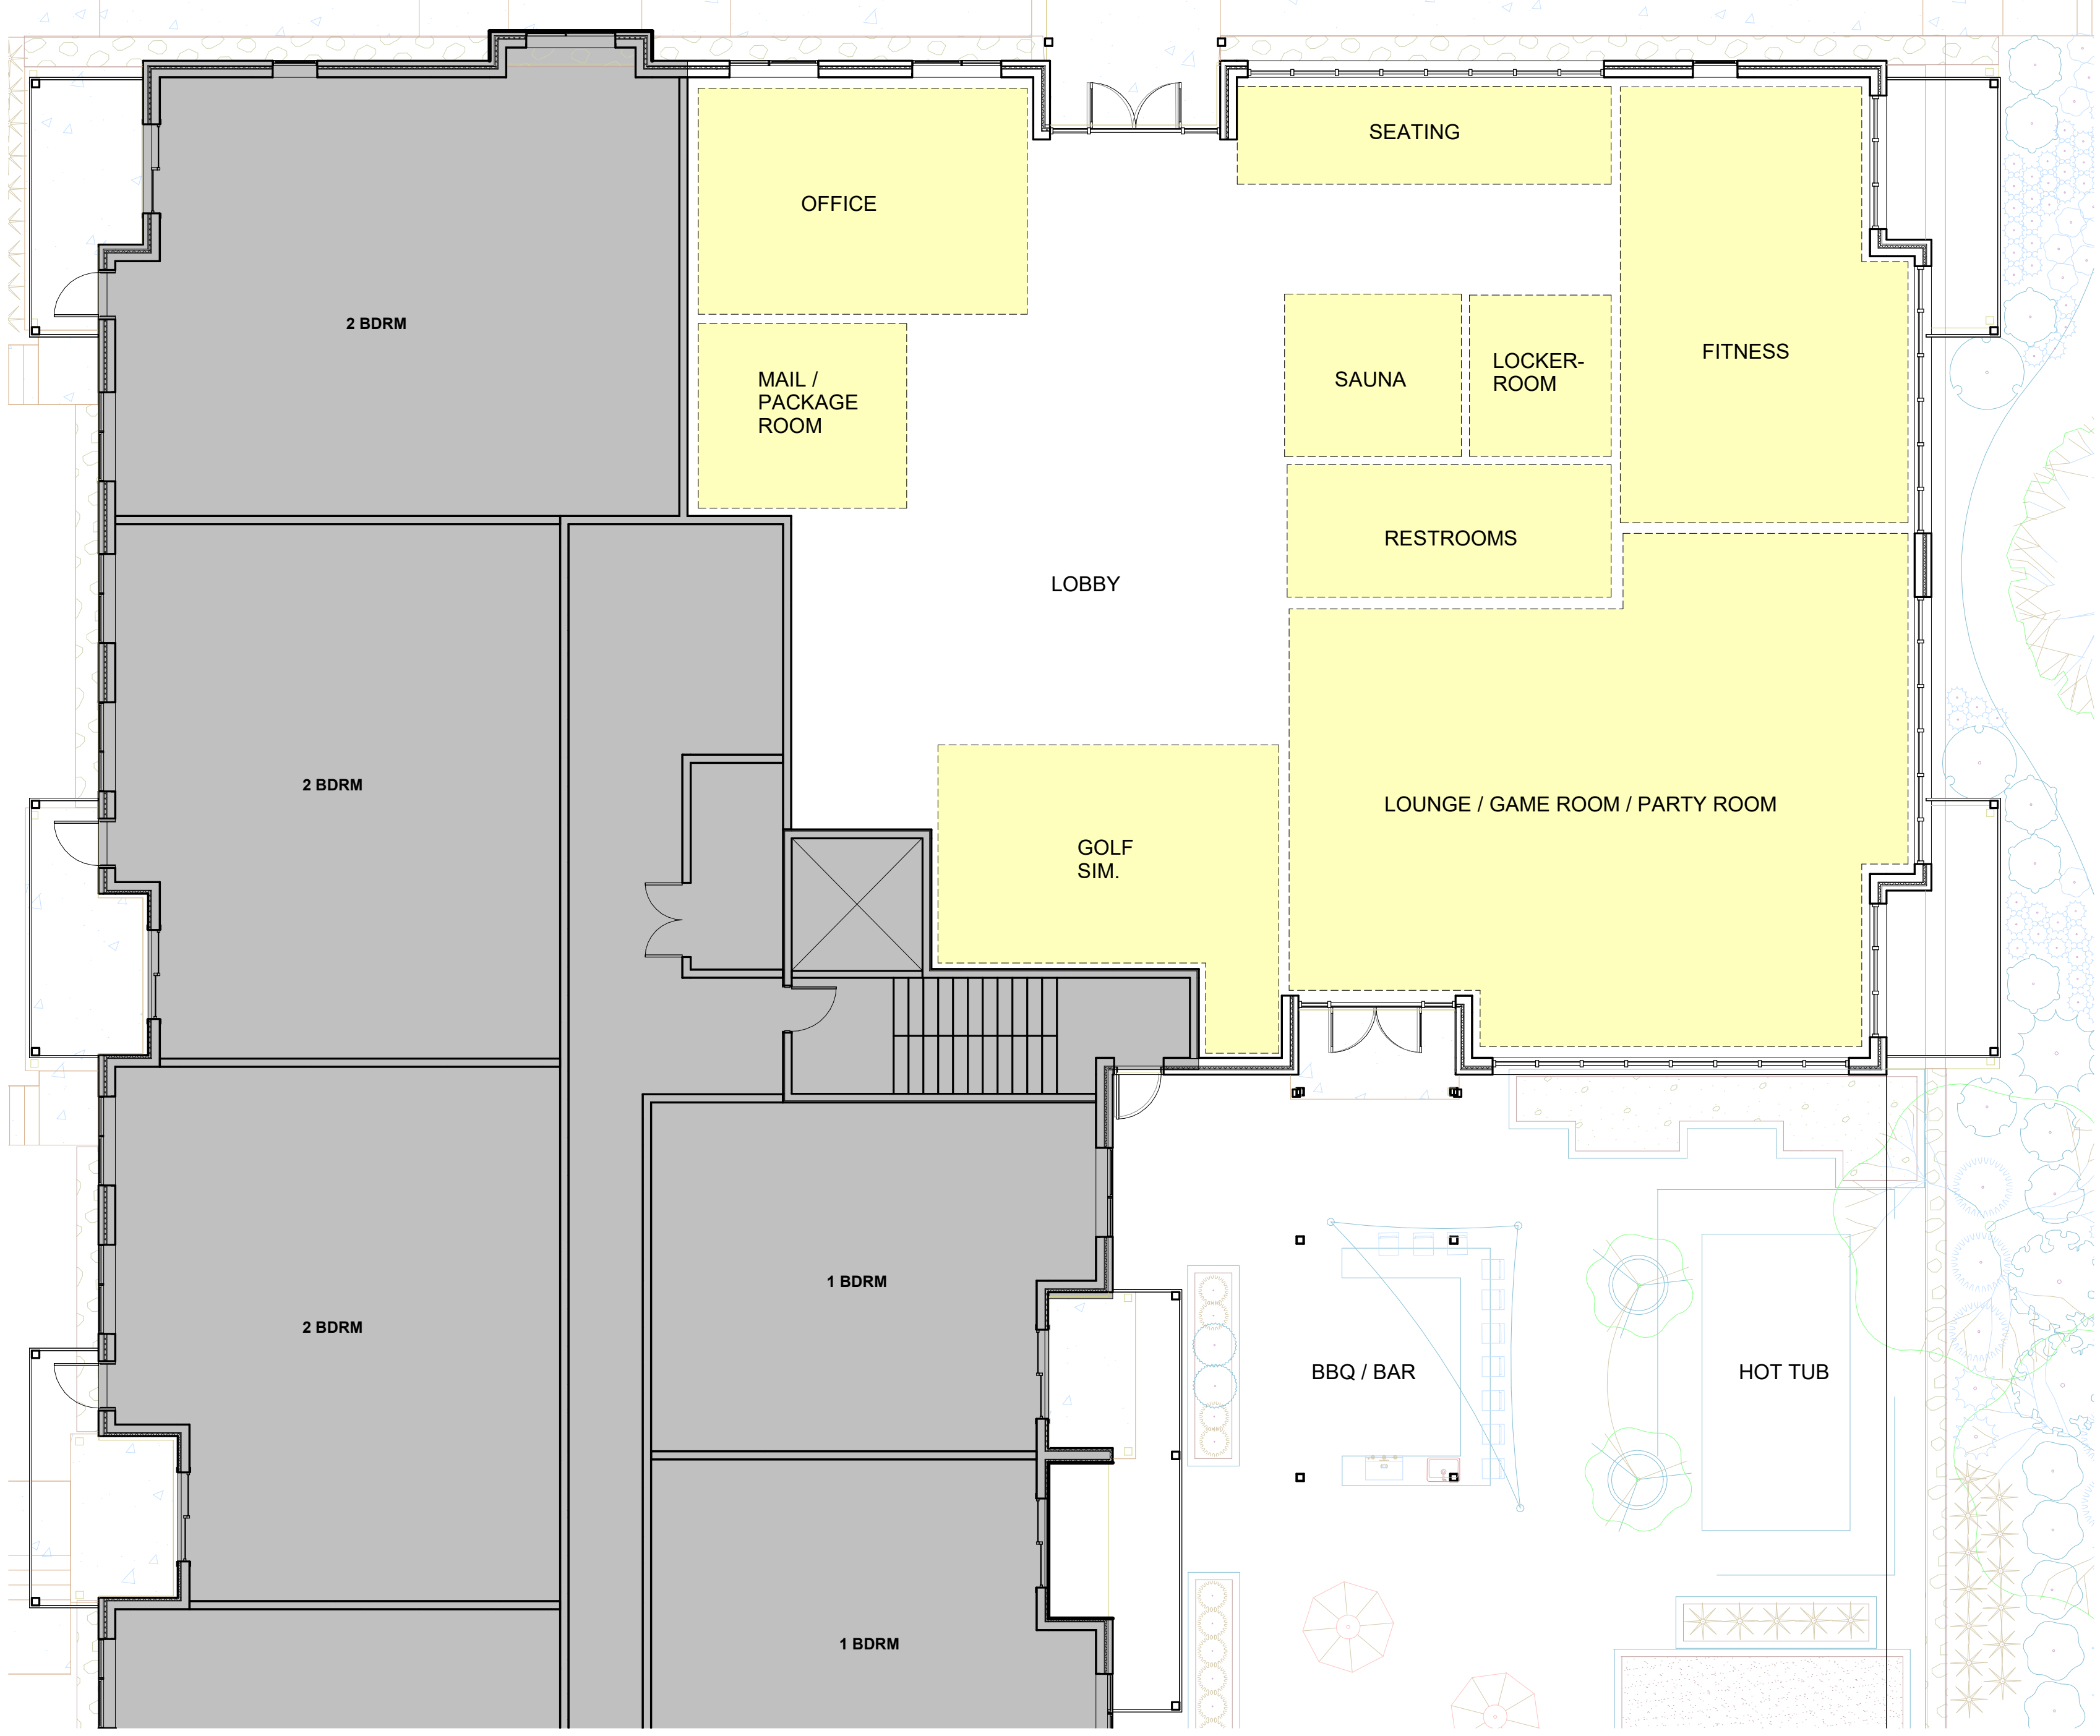 SEATING
OFFICE
2 BDRM
FITNESS
LOCKER-
ROOM
SAUNA
MAIL /
PACKAGE
ROOM
RESTROOMS
LOBBY
2 BDRM
LOUNGE / GAME ROOM / PARTY ROOM
GOLF
SIM.
1 BDRM
2 BDRM
BBQ / BAR
HOT TUB
1 BDRM